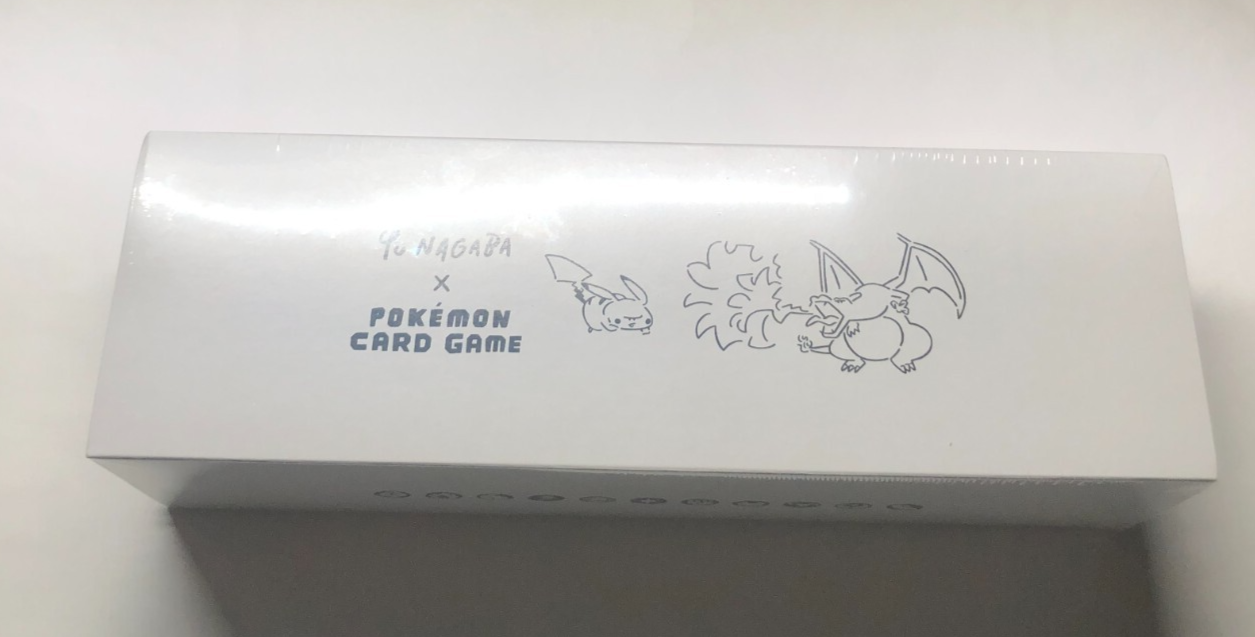 Yu NAGABA
×
POKÉMON
CARD GAME